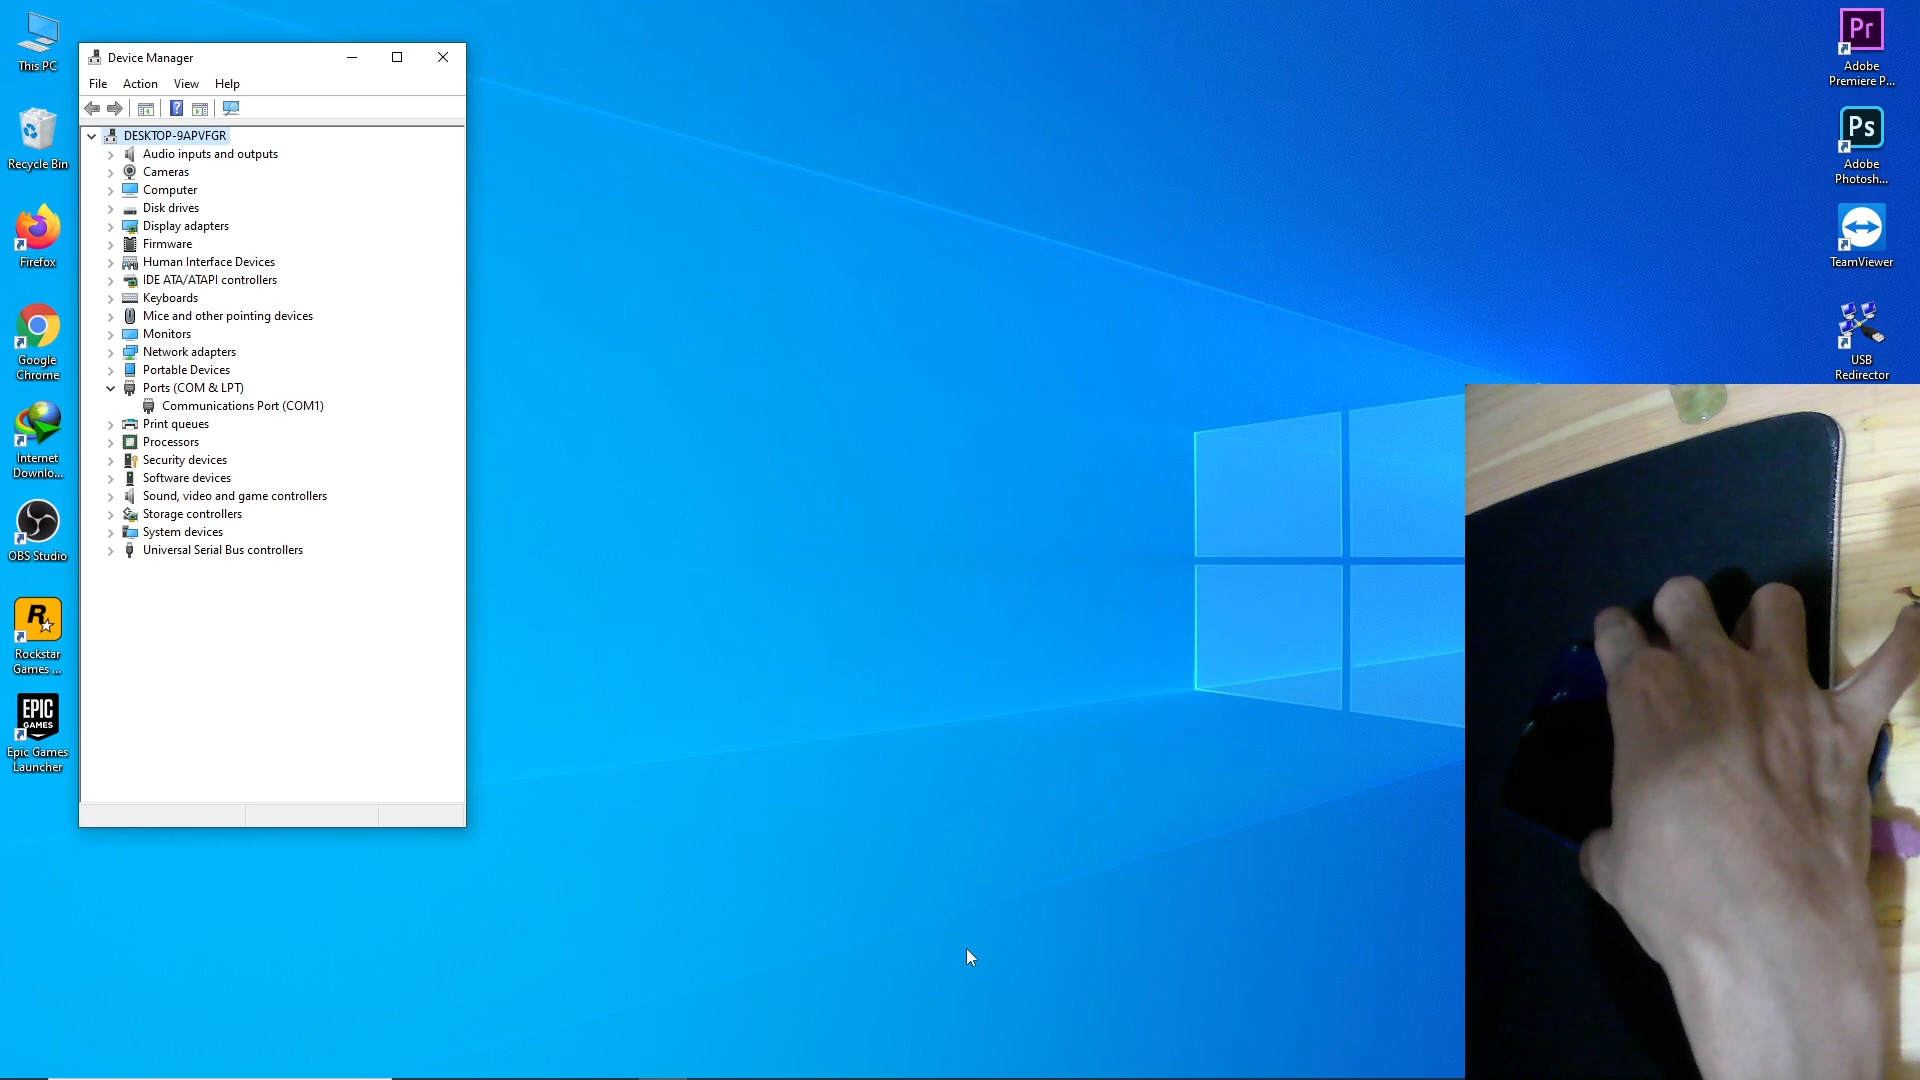 This PC
Recycle Bin
Firefox
Google
Chrome
Internet
Downlo...
OBS Studio
R
Rockstar
Games ...
EPIC
GAMES
Epic Games
Launcher
Device Manager
File Action View Help
?
DESKTOP-9APVFGR
Audio inputs and outputs
Cameras
Computer
Disk drives
Display adapters
Firmware
Human Interface Devices
IDE ATA/ATAPI controllers
Keyboards
Mice and other pointing devices
Monitors
Network adapters
Portable Devices
Ports (COM & LPT)
Communications Port (COM1)
Print queues
Processors
Security devices
Software devices
Sound, video and game controllers
Storage controllers
System devices
Universal Serial Bus controllers
Pr
Adobe
Premiere P...
Ps
Adobe
Photosh...
TeamViewer
USB
Redirector